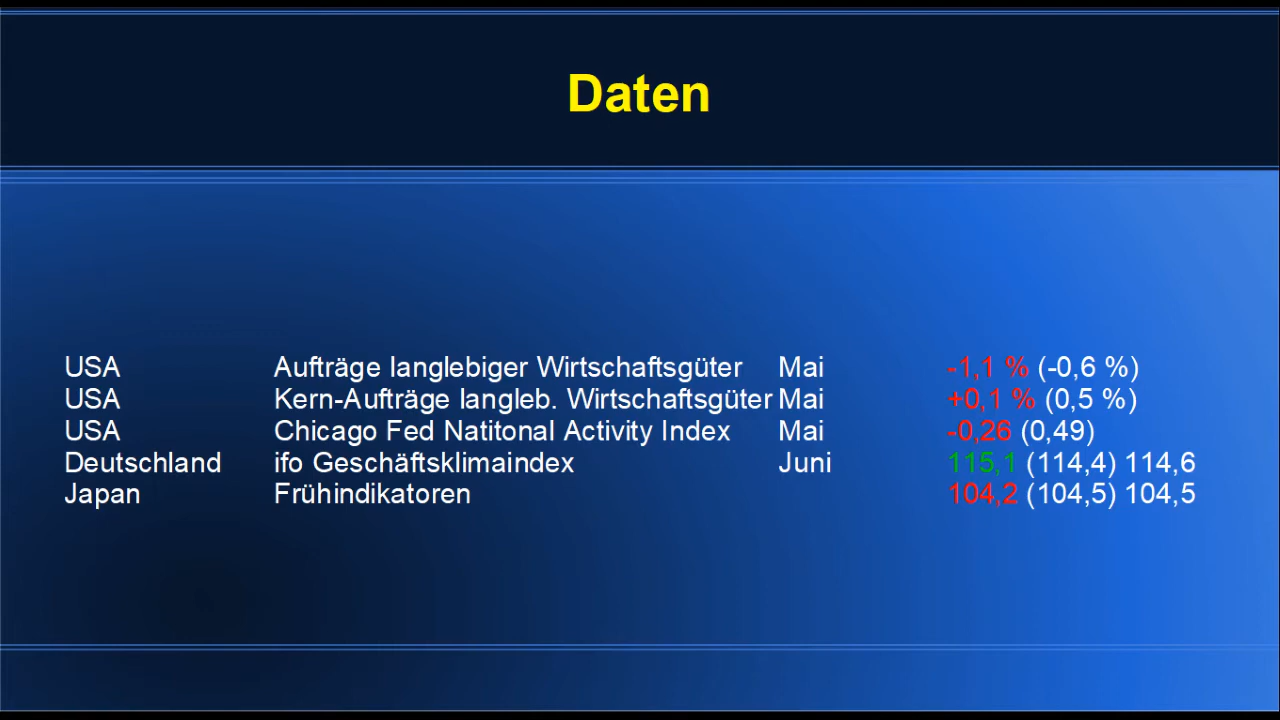 Daten
USA Aufträge langlebiger Wirtschaftsgüter Mai -1,1 % (-0,6 %)
USA Kern-Aufträge langleb. Wirtschaftsgüter Mai +0,1 % (0,5 %)
USA Chicago Fed Natitonal Activity Index Mai -0,26 (0,49)
Deutschland ifo Geschäftsklimaindex Juni 115,1 (114,4) 114,6
Japan Frühindikatoren 104,2 (104,5) 104,5